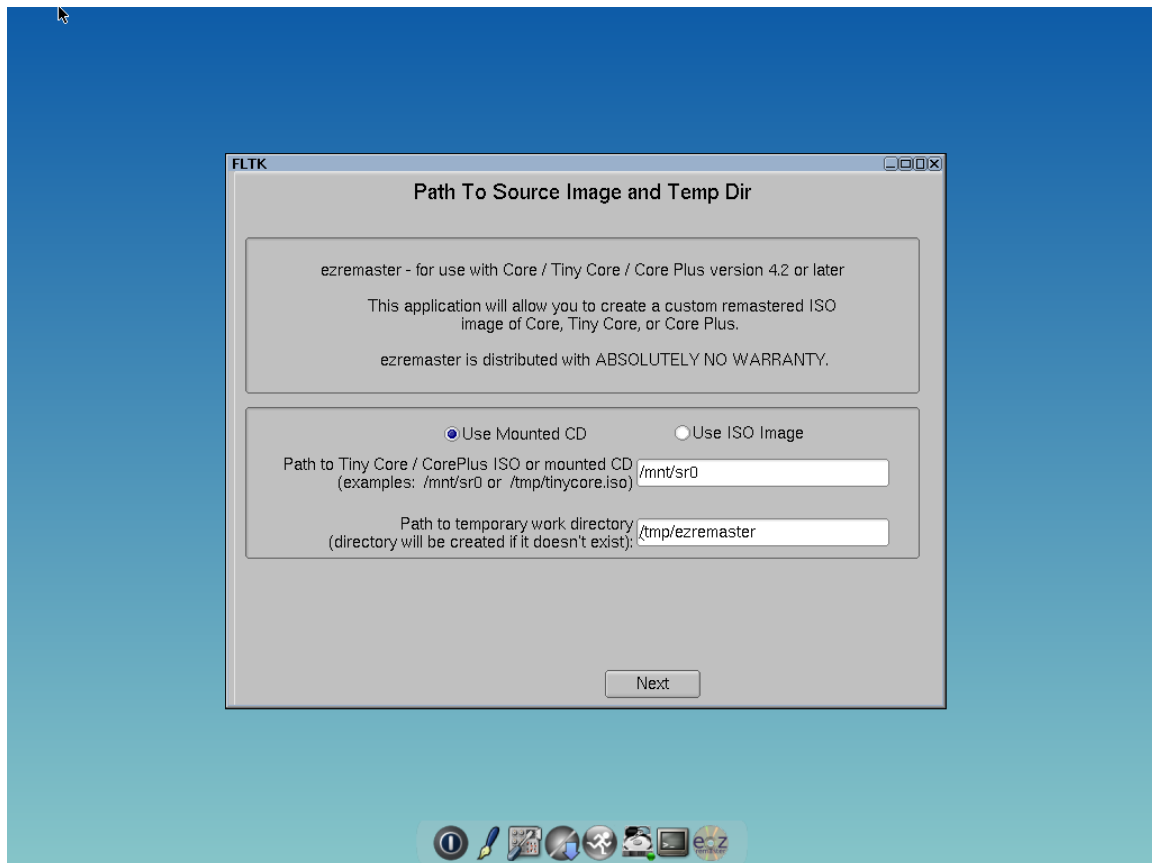 FLTK
Path To Source Image and Temp Dir
ezremaster - for use with Core / Tiny Core / Core Plus version 4.2 or later
This application will allow you to create a custom remastered ISO
image of Core, Tiny Core, or Core Plus.
ezremaster is distributed with ABSOLUTELY NO WARRANTY.
Use Mounted CD
Use ISO Image
Path to Tiny Core / CorePlus ISO or mounted CD
(examples: /mnt/sr0 or /tmp/tinycore.iso)
/mnt/sr0
Path to temporary work directory
(directory will be created if it doesn't exist):
/tmp/ezremaster
Next